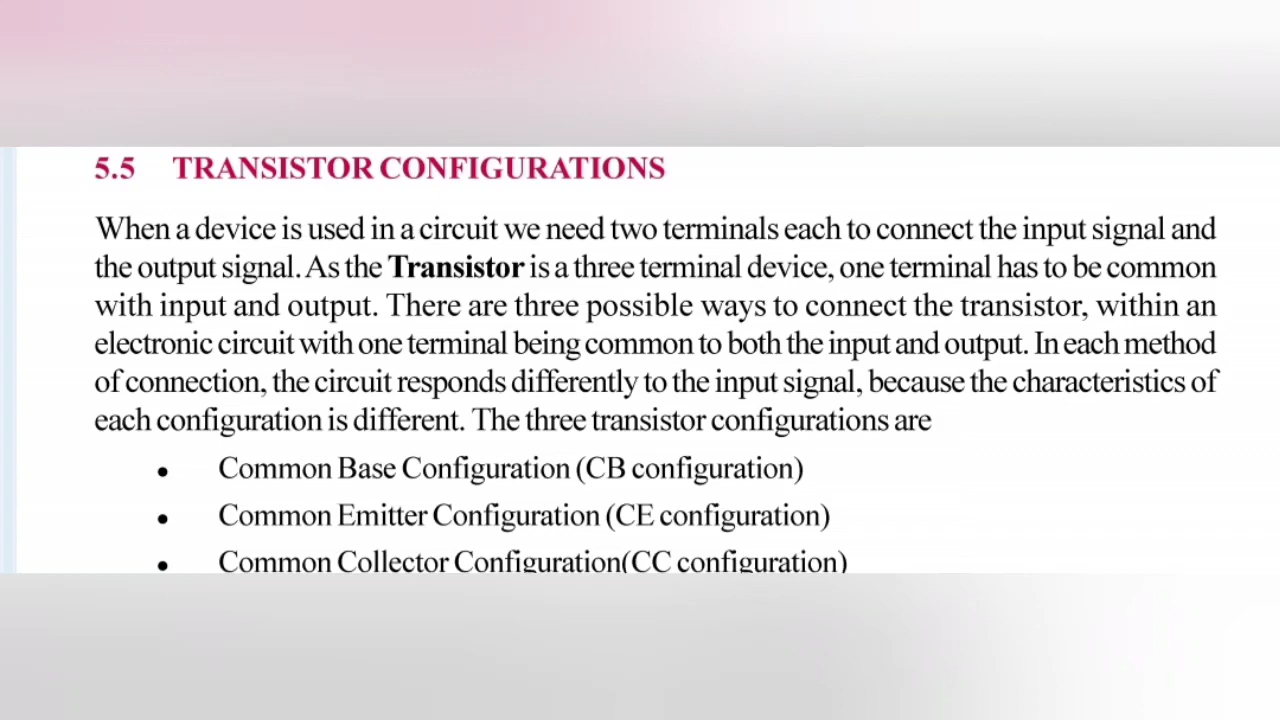 5.5 TRANSISTOR CONFIGURATIONS
When a device is used in a circuit we need two terminals each to connect the input signal and
the output signal. As the Transistor is a three terminal device, one terminal has to be common
with input and output. There are three possible ways to connect the transistor, within an
electronic circuit with one terminal being common to both the input and output. In each method
of connection, the circuit responds differently to the input signal, because the characteristics of
each configuration is different. The three transistor configurations are
• Common Base Configuration (CB configuration)
• Common Emitter Configuration (CE configuration)
• Common Collector Configuration(CC configuration)